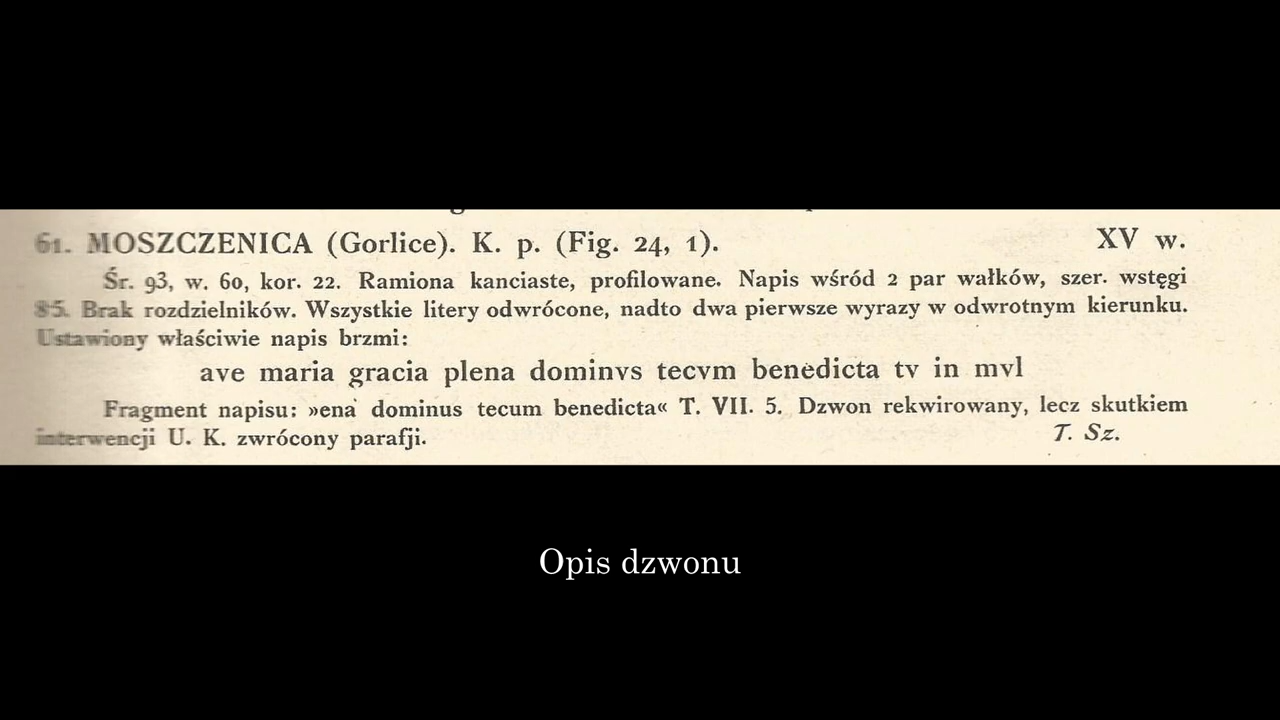 61. MOSZCZENICA (Gorlice). K. p. (Fig. 24, 1). XV w.
Śr. 93, w. 60, kor. 22. Ramiona kanciaste, profilowane. Napis wśród 2 par wałków, szer. wstęgi
85. Brak rozdzielników. Wszystkie litery odwrócone, nadto dwa pierwsze wyrazy w odwrotnym kierunku.
Ustawiony właściwie napis brzmi:
ave maria gracia plena dominvs tecvm benedicta tv in mvl
Fragment napisu: »ena dominus tecum benedicta« T. VII. 5. Dzwon rekwirowany, lecz skutkiem
interwencji U. K. zwrócony parafji. T. Sz.
Opis dzwonu